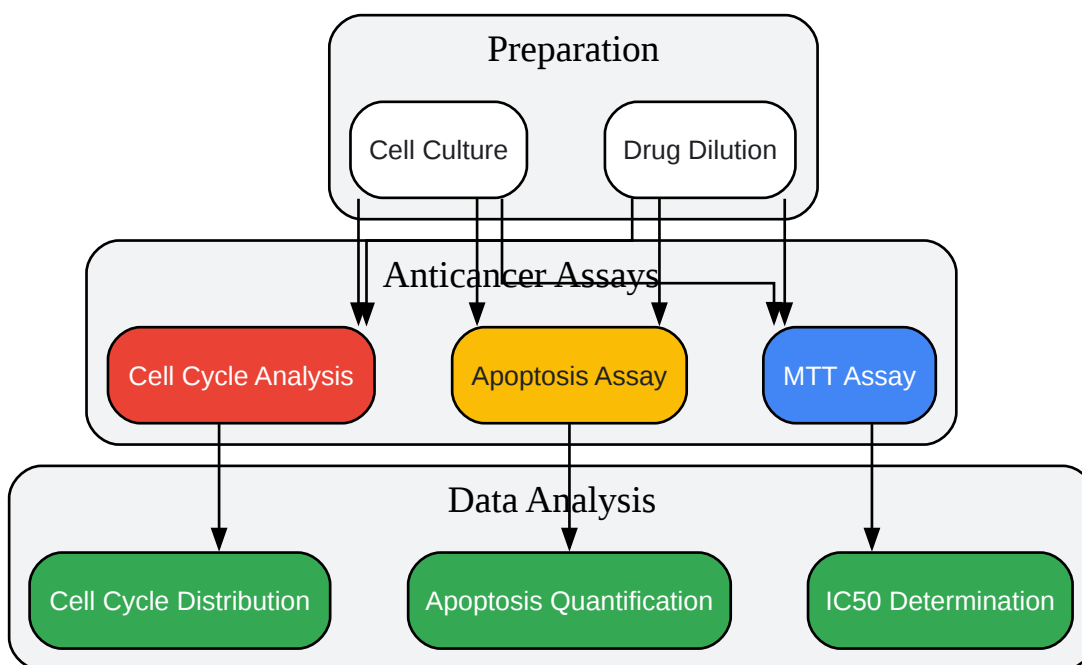 Preparation
Cell Culture
Drug Dilution
Anticancer Assays
Cell Cycle Analysis
Apoptosis Assay
MTT Assay
Data Analysis
Cell Cycle Distribution
Apoptosis Quantification
IC50 Determination